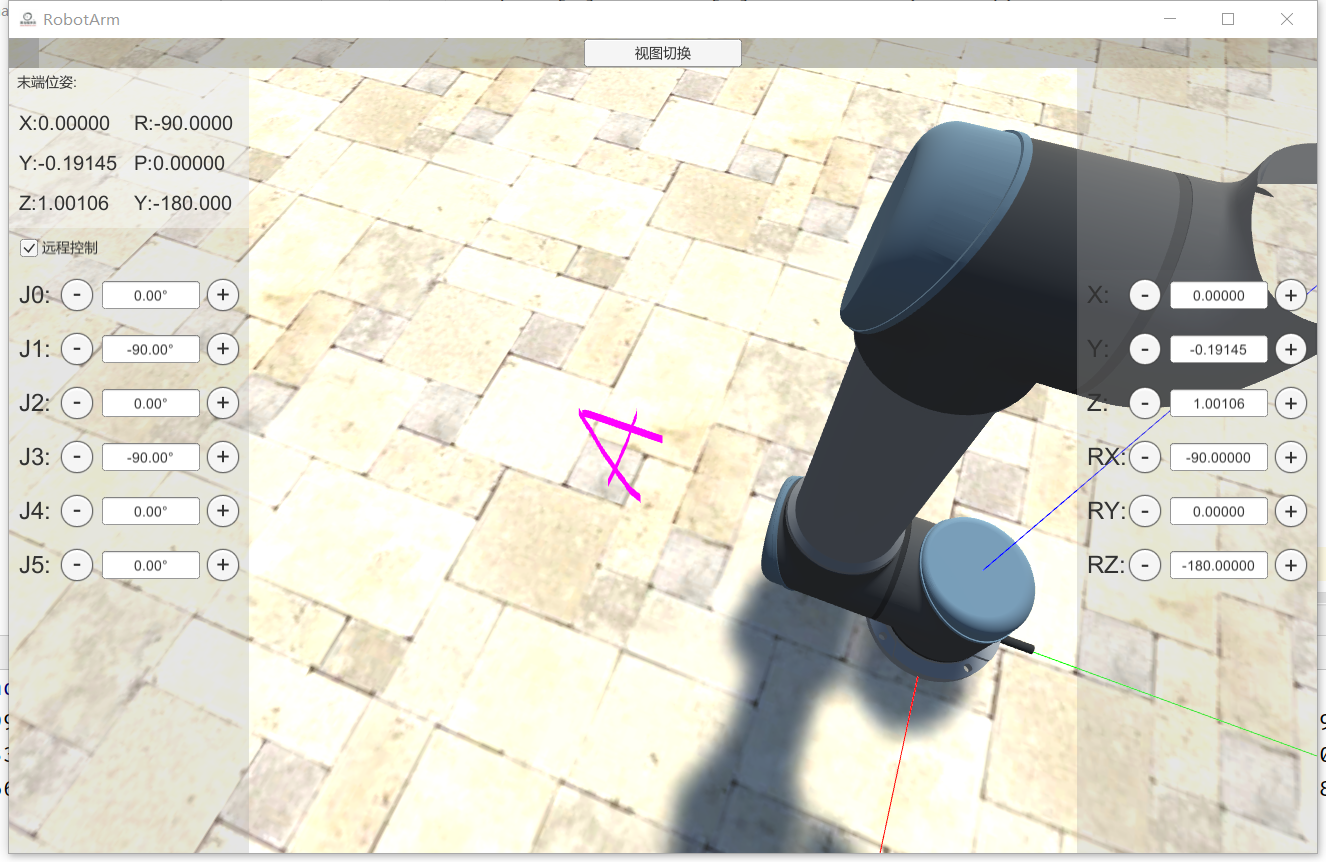 RobotArm
视图切换
末端位姿:
X:0.00000 R:-90.0000
Y:-0.19145 P:0.00000
Z:1.00106 Y:-180.000
远程控制
J0: - 0.00° +
J1: - -90.00° +
J2: - 0.00° +
J3: - -90.00° +
J4: - 0.00° +
J5: - 0.00° +
X: - 0.00000 +
Y: - -0.19145 +
Z: - 1.00106 +
RX: - -90.00000 +
RY: - 0.00000 +
RZ: - -180.00000 +